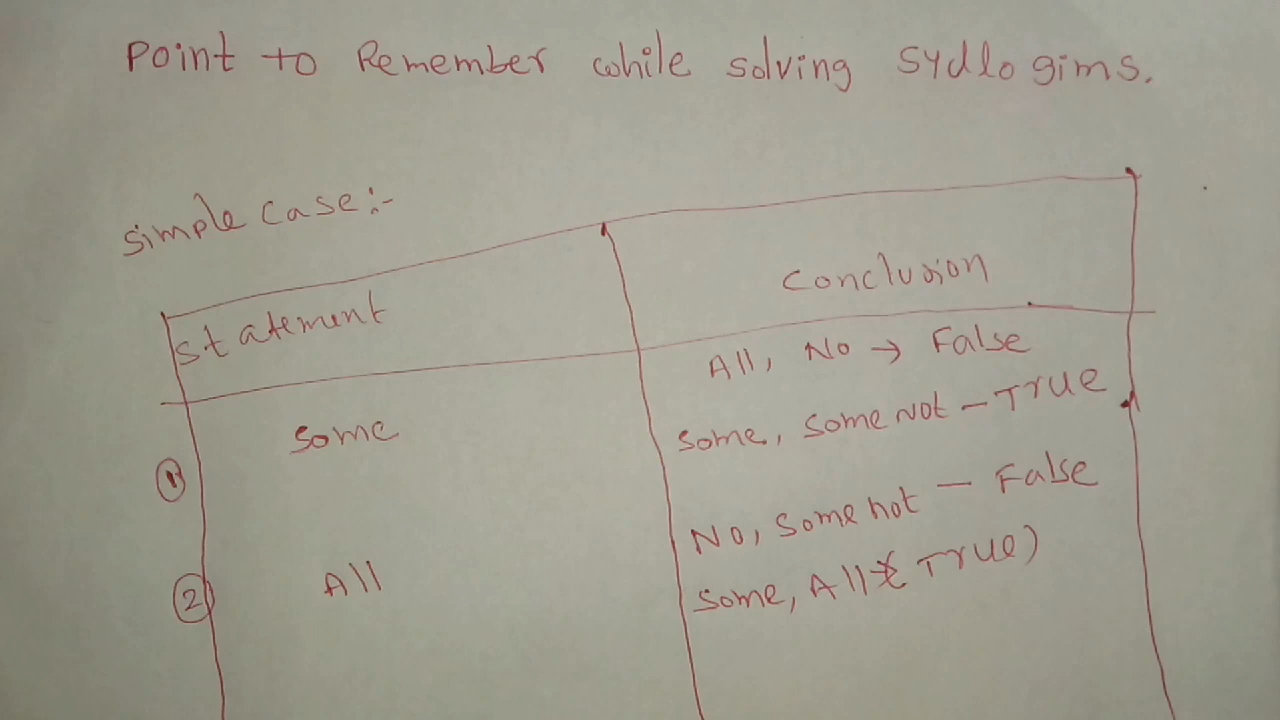 Point to Remember while solving sydlogims.
simple case:-
statement
conclusion
All, No → False
① some
some, some not - True
No, some not - False
② All
some, All ( True)